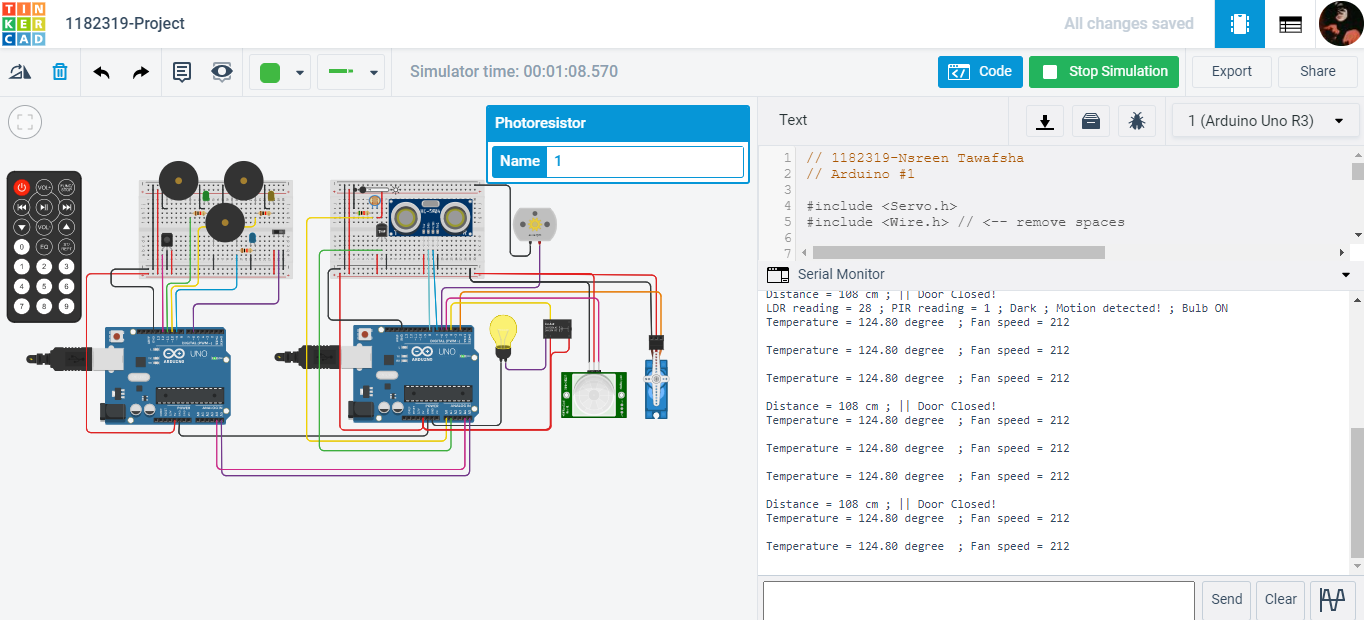 TIN
KER
CAD
1182319-Project
All changes saved
Simulator time: 00:01:08.570
Code
Stop Simulation
Export
Share
Photoresistor
Name 1
Text
1 (Arduino Uno R3)
1 // 1182319-Nsreen Tawafsha
2 // Arduino #1
3
4 #include <Servo.h>
5 #include <Wire.h> // <-- remove spaces
6
7
Serial Monitor
Distance = 108 cm ; || Door Closed!
LDR reading = 28 ; PIR reading = 1 ; Dark ; Motion detected! ; Bulb ON
Temperature = 124.80 degree ; Fan speed = 212
Temperature = 124.80 degree ; Fan speed = 212
Temperature = 124.80 degree ; Fan speed = 212
Distance = 108 cm ; || Door Closed!
Temperature = 124.80 degree ; Fan speed = 212
Temperature = 124.80 degree ; Fan speed = 212
Temperature = 124.80 degree ; Fan speed = 212
Distance = 108 cm ; || Door Closed!
Temperature = 124.80 degree ; Fan speed = 212
Temperature = 124.80 degree ; Fan speed = 212
Send
Clear
VOL+
VOL-
EQ
0
1 2 3
4 5 6
7 8 9
UNO
ARDUINO
UNO
ARDUINO
HC-SR04